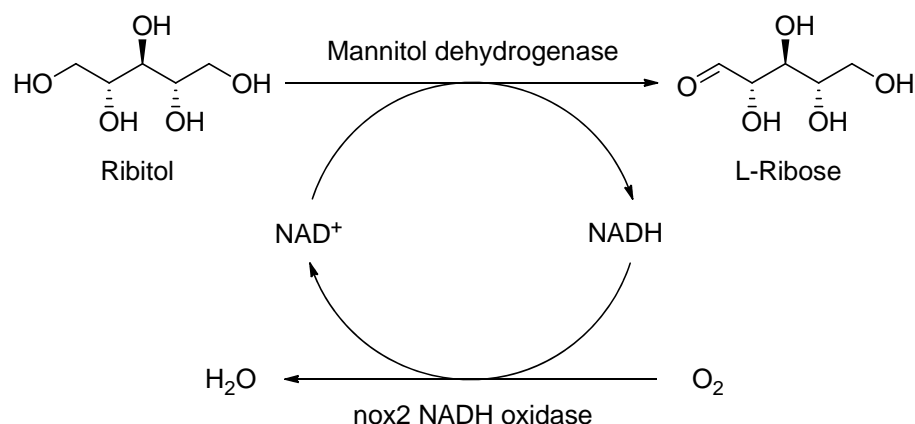 OH
Mannitol dehydrogenase
OH
HO
OH
OH
OH
O
OH
OH
OH
Ribitol
L-Ribose
NAD+
NADH
H2O
O2
nox2 NADH oxidase